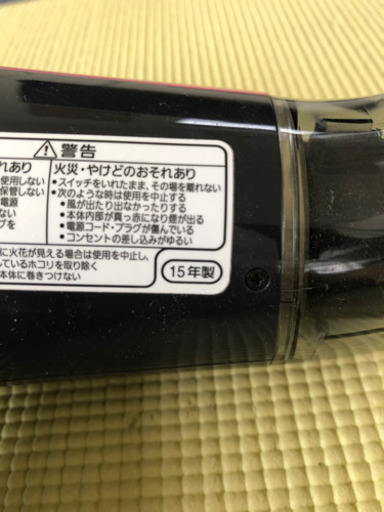 ⚠警告
れあり
使用しない
保管しない
電源
ない
グを
火災・やけどのおそれあり
•スイッチをいれたまま、その場を離れない
•次のような時は使用を中止する
•風が出たり出なかったりする
•本体内部が真っ赤になり煙が出る
•電源コード・プラグが傷んでいる
•コンセントの差し込みがゆるい
に火花が見える場合は使用を中止し、
しているホコリを取り除く
本体に巻きつけない
15年製